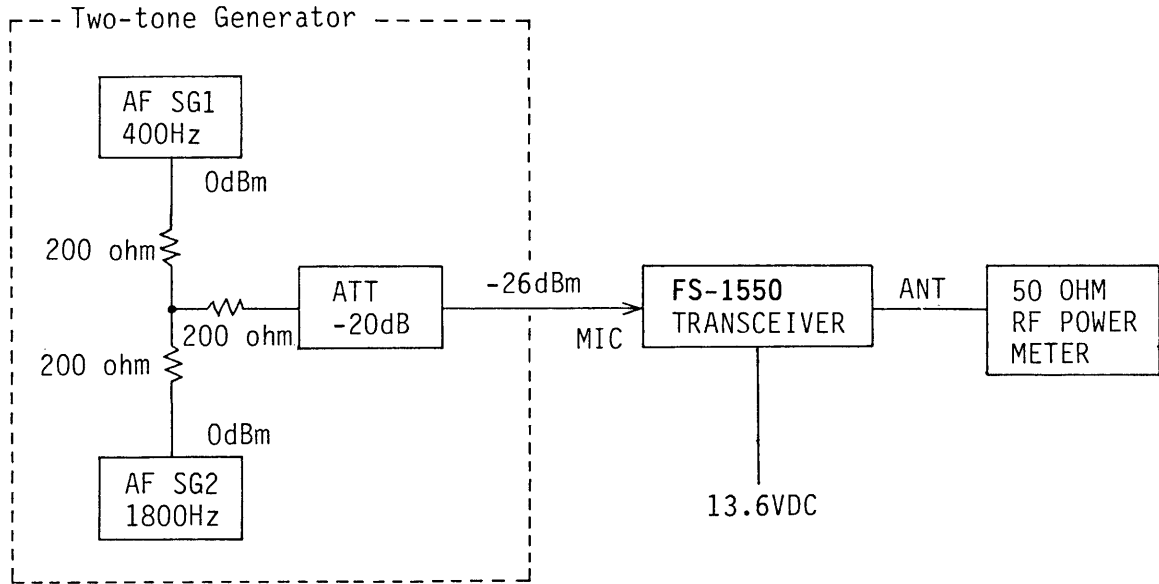 Two-tone Generator
AF SG1
400Hz
0dBm
200 ohm
ATT
-20dB
200 ohm
-26dBm
MIC
FS-1550
TRANSCEIVER
ANT
50 OHM
RF POWER
METER
200 ohm
0dBm
AF SG2
1800Hz
13.6VDC